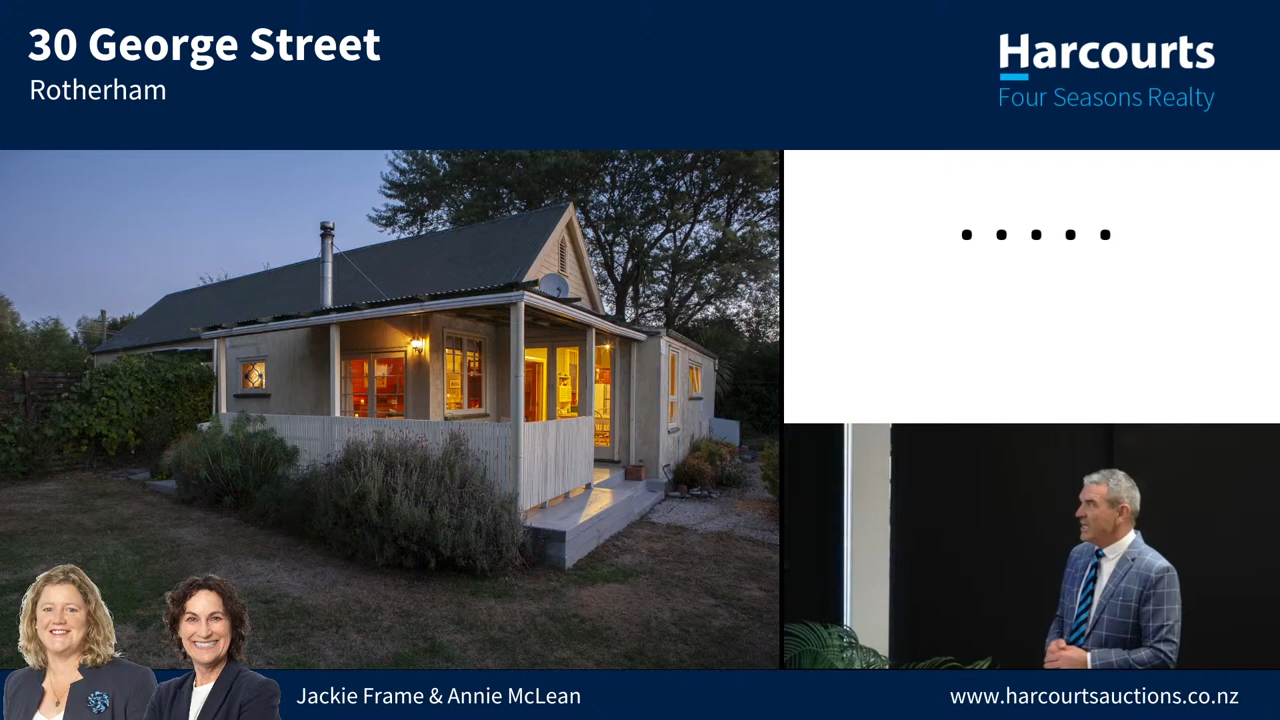 30 George Street
Rotherham
Harcourts
Four Seasons Realty
.....
Jackie Frame & Annie McLean
www.harcourtsauctions.co.nz